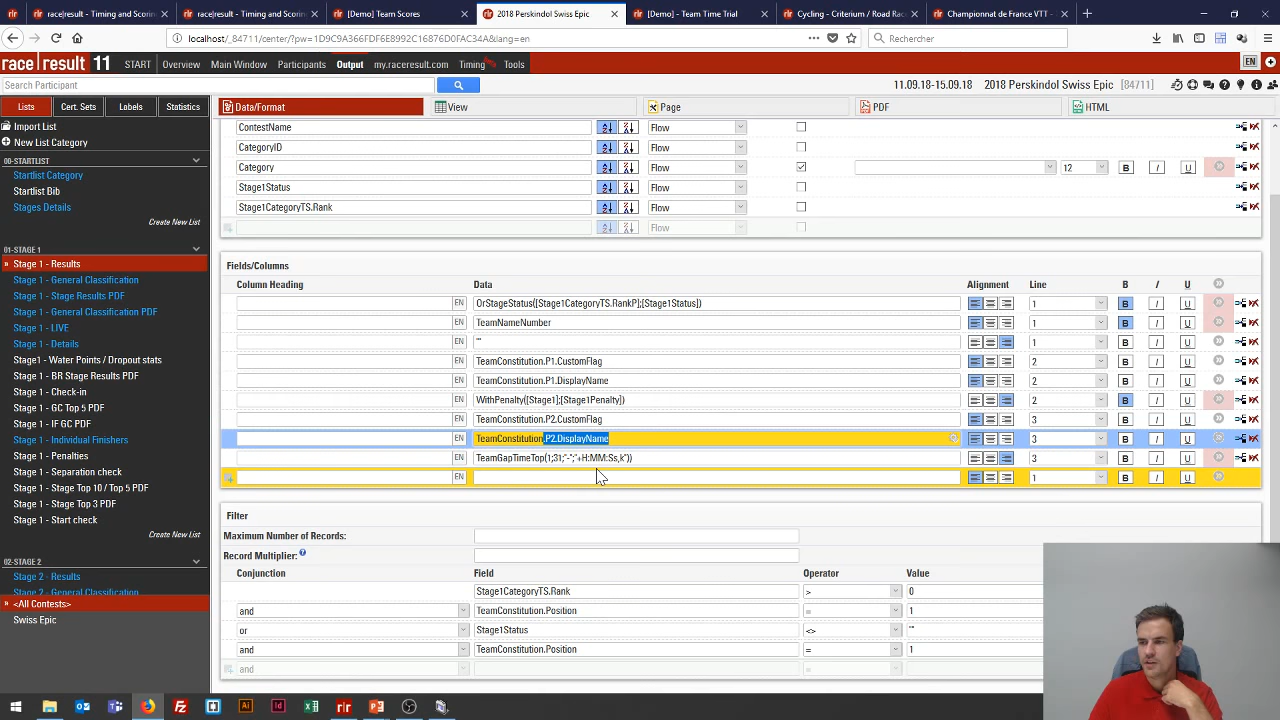 race|result - Timing and Scorin
race|result - Timing and Scorin
[Demo] Team Scores
2018 Perskindol Swiss Epic
[Demo] - Team Time Trial
Cycling - Criterium / Road Rac
Championnat de France VTT -
localhost/_84711/center/?pw=1D9C9A366FDF6E8992C16876D0FAC34A&lang=en
Rechercher
race result 11
START Overview Main Window Participants Output my.raceresult.com Timing Tools
EN
Search Participant
11.09.18-15.09.18 2018 Perskindol Swiss Epic [84711]
Lists Cert. Sets Labels Statistics
Data/Format View Page PDF HTML
Import List
New List Category
00-STARTLIST
Startlist Category
Startlist Bib
Stages Details
Create New List
01-STAGE 1
» Stage 1 - Results
Stage 1 - General Classification
Stage 1 - Stage Results PDF
Stage 1 - General Classification PDF
Stage 1 - LIVE
Stage 1 - Details
Stage1 - Water Points / Dropout stats
Stage 1 - BR Stage Results PDF
Stage 1 - Check-in
Stage 1 - GC Top 5 PDF
Stage 1 - IF GC PDF
Stage 1 - Individual Finishers
Stage 1 - Penalties
Stage 1 - Separation check
Stage 1 - Stage Top 10 / Top 5 PDF
Stage 1 - Stage Top 3 PDF
Stage 1 - Start check
Create New List
02-STAGE 2
Stage 2 - Results
Stage 2 - General Classification
» <All Contests>
Swiss Epic
ContestName Flow
CategoryID Flow
Category Flow 12 B I U
Stage1Status Flow
Stage1CategoryTS.Rank Flow
Flow
Fields/Columns
Column Heading Data Alignment Line B I U
EN OrStageStatus([Stage1CategoryTS.RankP];[Stage1Status]) 1 B I U
EN TeamNameNumber 1 B I U
EN "" 1 B I U
EN TeamConstitution.P1.CustomFlag 2 B I U
EN TeamConstitution.P1.DisplayName 2 B I U
EN WithPenalty([Stage1];[Stage1Penalty]) 2 B I U
EN TeamConstitution.P2.CustomFlag 3 B I U
EN TeamConstitution.P2.DisplayName 3 B I U
EN TeamGapTimeTop(1;31;"-";"+H:MM:Ss,k")) 3 B I U
EN 1 B I U
Filter
Maximum Number of Records:
Record Multiplier:
Conjunction Field Operator Value
Stage1CategoryTS.Rank > 0
and TeamConstitution.Position = 1
or Stage1Status <> ""
and TeamConstitution.Position = 1
and =